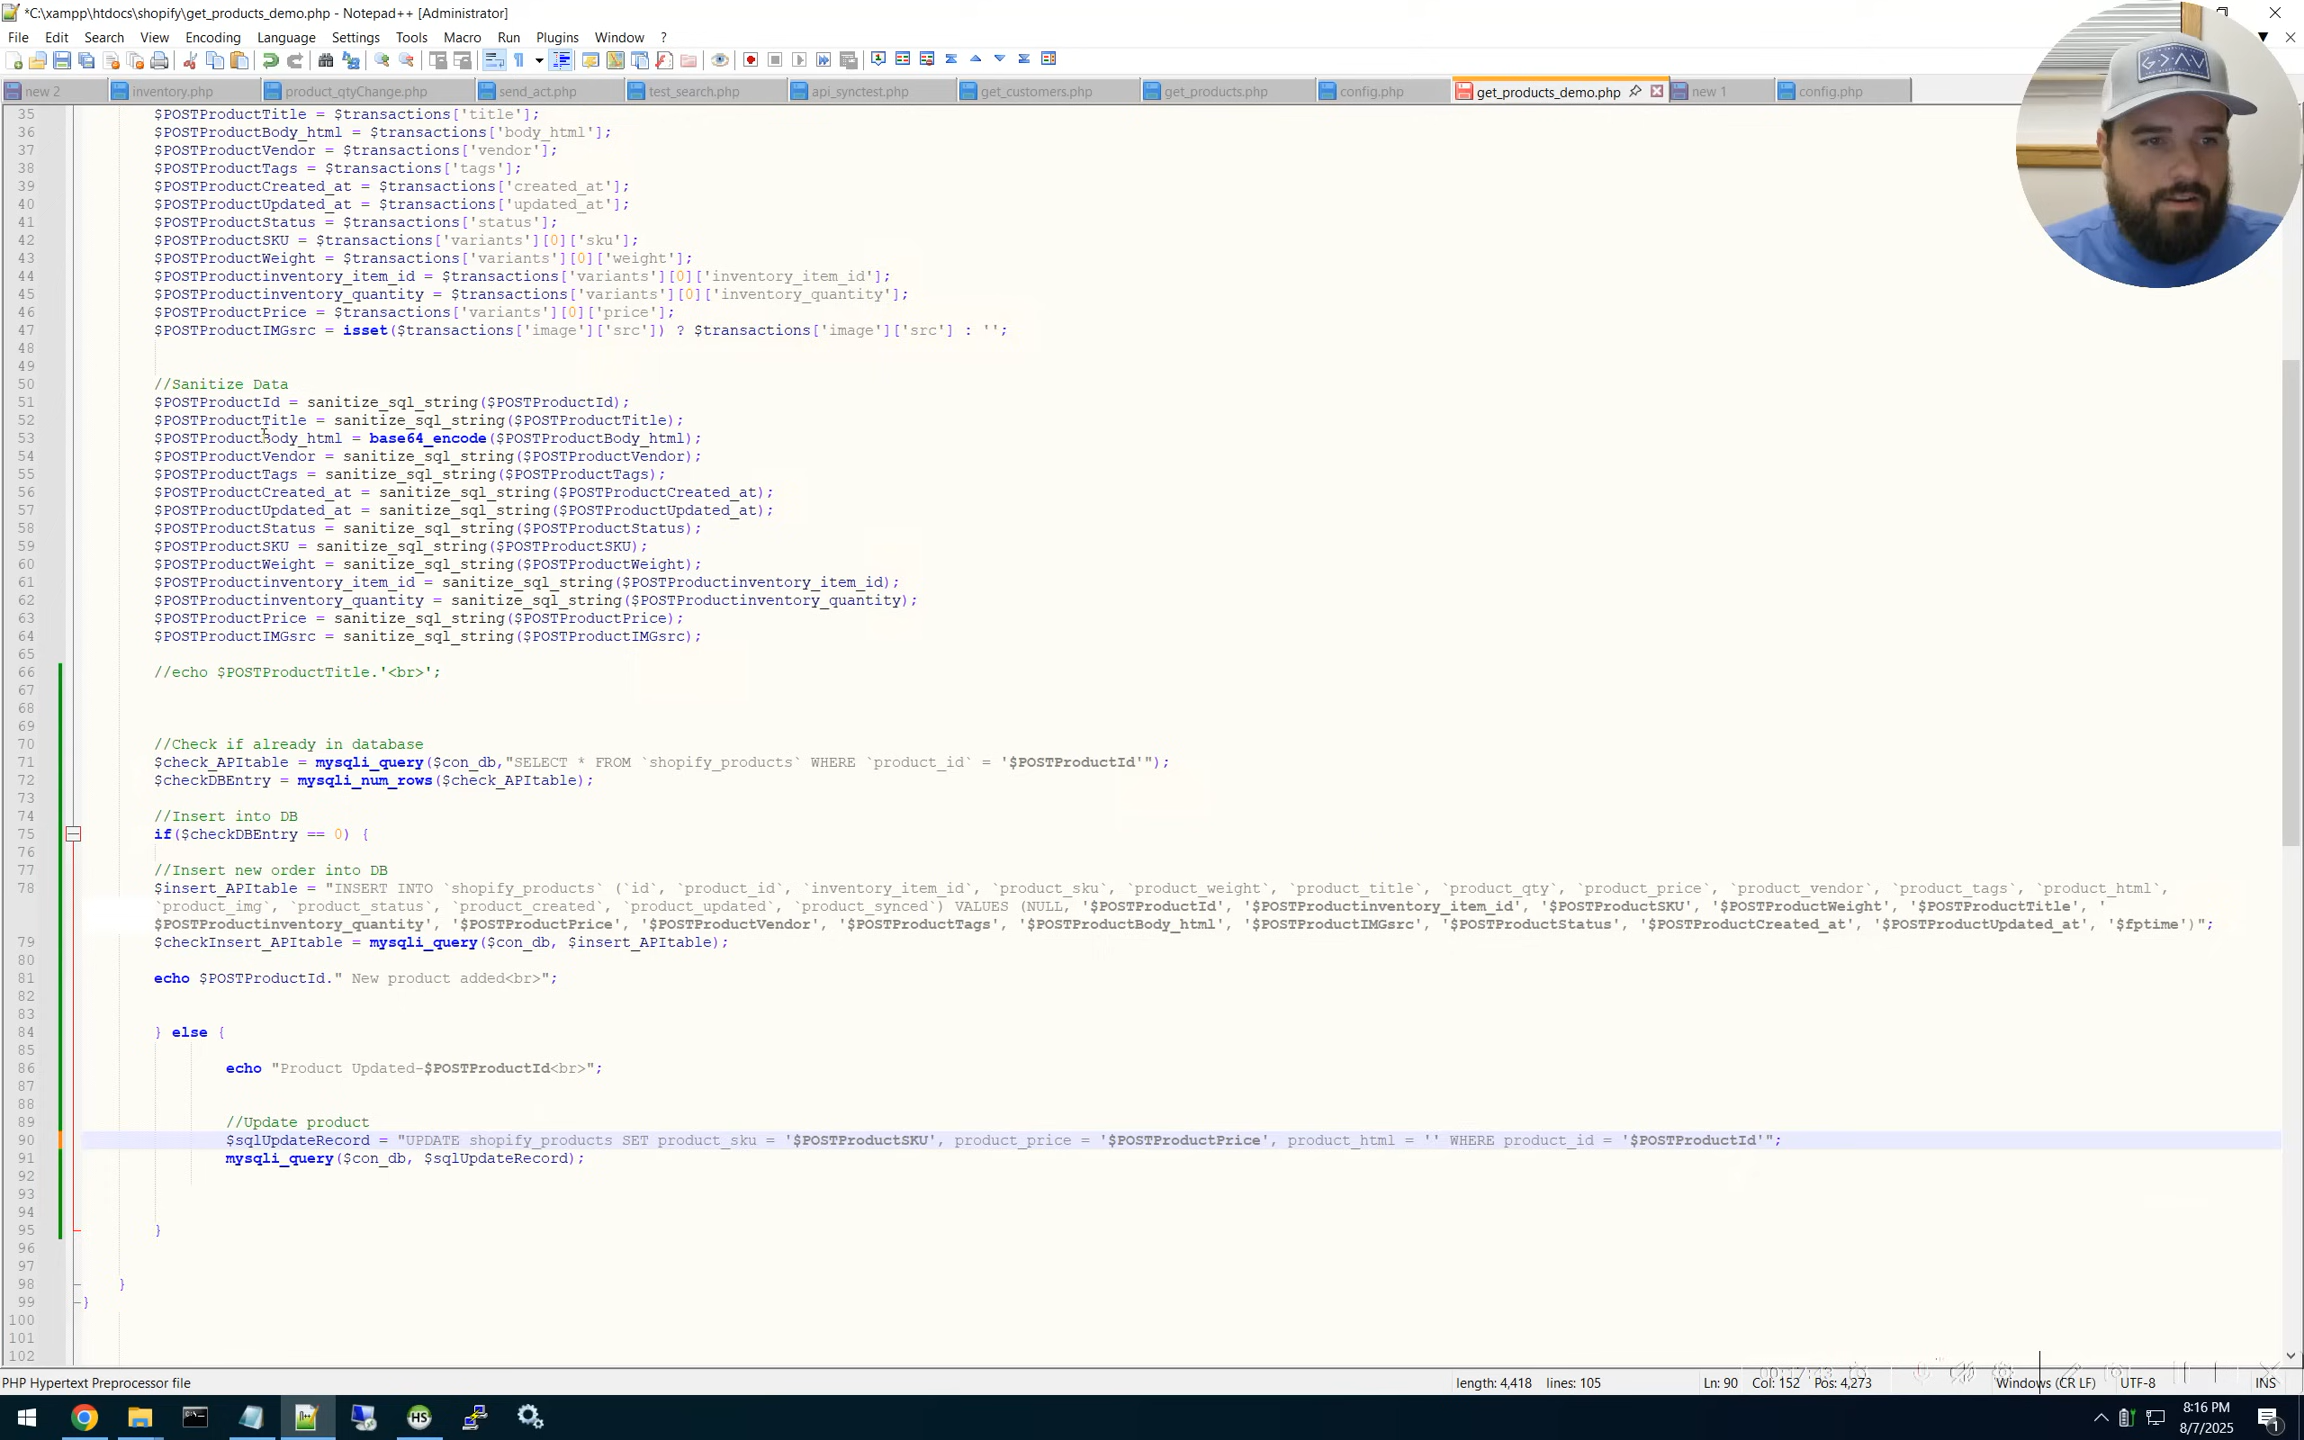 *C:\xampp\htdocs\shopify\get_products_demo.php - Notepad++ [Administrator]
File Edit Search View Encoding Language Settings Tools Macro Run Plugins Window ?
new 2 inventory.php product_qtyChange.php send_act.php test_search.php api_synctest.php get_customers.php get_products.php config.php get_products_demo.php new 1 config.php
35 $POSTProductTitle = $transactions['title'];
36 $POSTProductBody_html = $transactions['body_html'];
37 $POSTProductVendor = $transactions['vendor'];
38 $POSTProductTags = $transactions['tags'];
39 $POSTProductCreated_at = $transactions['created_at'];
40 $POSTProductUpdated_at = $transactions['updated_at'];
41 $POSTProductStatus = $transactions['status'];
42 $POSTProductSKU = $transactions['variants'][0]['sku'];
43 $POSTProductWeight = $transactions['variants'][0]['weight'];
44 $POSTProductinventory_item_id = $transactions['variants'][0]['inventory_item_id'];
45 $POSTProductinventory_quantity = $transactions['variants'][0]['inventory_quantity'];
46 $POSTProductPrice = $transactions['variants'][0]['price'];
47 $POSTProductIMGsrc = isset($transactions['image']['src']) ? $transactions['image']['src'] : '';
48
49
50 //Sanitize Data
51 $POSTProductId = sanitize_sql_string($POSTProductId);
52 $POSTProductTitle = sanitize_sql_string($POSTProductTitle);
53 $POSTProductBody_html = base64_encode($POSTProductBody_html);
54 $POSTProductVendor = sanitize_sql_string($POSTProductVendor);
55 $POSTProductTags = sanitize_sql_string($POSTProductTags);
56 $POSTProductCreated_at = sanitize_sql_string($POSTProductCreated_at);
57 $POSTProductUpdated_at = sanitize_sql_string($POSTProductUpdated_at);
58 $POSTProductStatus = sanitize_sql_string($POSTProductStatus);
59 $POSTProductSKU = sanitize_sql_string($POSTProductSKU);
60 $POSTProductWeight = sanitize_sql_string($POSTProductWeight);
61 $POSTProductinventory_item_id = sanitize_sql_string($POSTProductinventory_item_id);
62 $POSTProductinventory_quantity = sanitize_sql_string($POSTProductinventory_quantity);
63 $POSTProductPrice = sanitize_sql_string($POSTProductPrice);
64 $POSTProductIMGsrc = sanitize_sql_string($POSTProductIMGsrc);
65
66 //echo $POSTProductTitle.'<br>';
67
68
69
70 //Check if already in database
71 $check_APItable = mysqli_query($con_db,"SELECT * FROM `shopify_products` WHERE `product_id` = '$POSTProductId'");
72 $checkDBEntry = mysqli_num_rows($check_APItable);
73
74 //Insert into DB
75 if($checkDBEntry == 0) {
76
77 //Insert new order into DB
78 $insert_APItable = "INSERT INTO `shopify_products` (`id`, `product_id`, `inventory_item_id`, `product_sku`, `product_weight`, `product_title`, `product_qty`, `product_price`, `product_vendor`, `product_tags`, `product_html`,
`product_img`, `product_status`, `product_created`, `product_updated`, `product_synced`) VALUES (NULL, '$POSTProductId', '$POSTProductinventory_item_id', '$POSTProductSKU', '$POSTProductWeight', '$POSTProductTitle', '
$POSTProductinventory_quantity', '$POSTProductPrice', '$POSTProductVendor', '$POSTProductTags', '$POSTProductBody_html', '$POSTProductIMGsrc', '$POSTProductStatus', '$POSTProductCreated_at', '$POSTProductUpdated_at', '$fptime')";
79 $checkInsert_APItable = mysqli_query($con_db, $insert_APItable);
80
81 echo $POSTProductId." New product added<br>";
82
83
84 } else {
85
86 echo "Product Updated-$POSTProductId<br>";
87
88
89 //Update product
90 $sqlUpdateRecord = "UPDATE shopify_products SET product_sku = '$POSTProductSKU', product_price = '$POSTProductPrice', product_html = '' WHERE product_id = '$POSTProductId'";
91 mysqli_query($con_db, $sqlUpdateRecord);
92
93
94
95 }
96
97
98 }
99 }
100
101
102
PHP Hypertext Preprocessor file length: 4,418 lines: 105 Ln: 90 Col: 152 Pos: 4,273 Windows (CR LF) UTF-8 INS
8:16 PM
8/7/2025